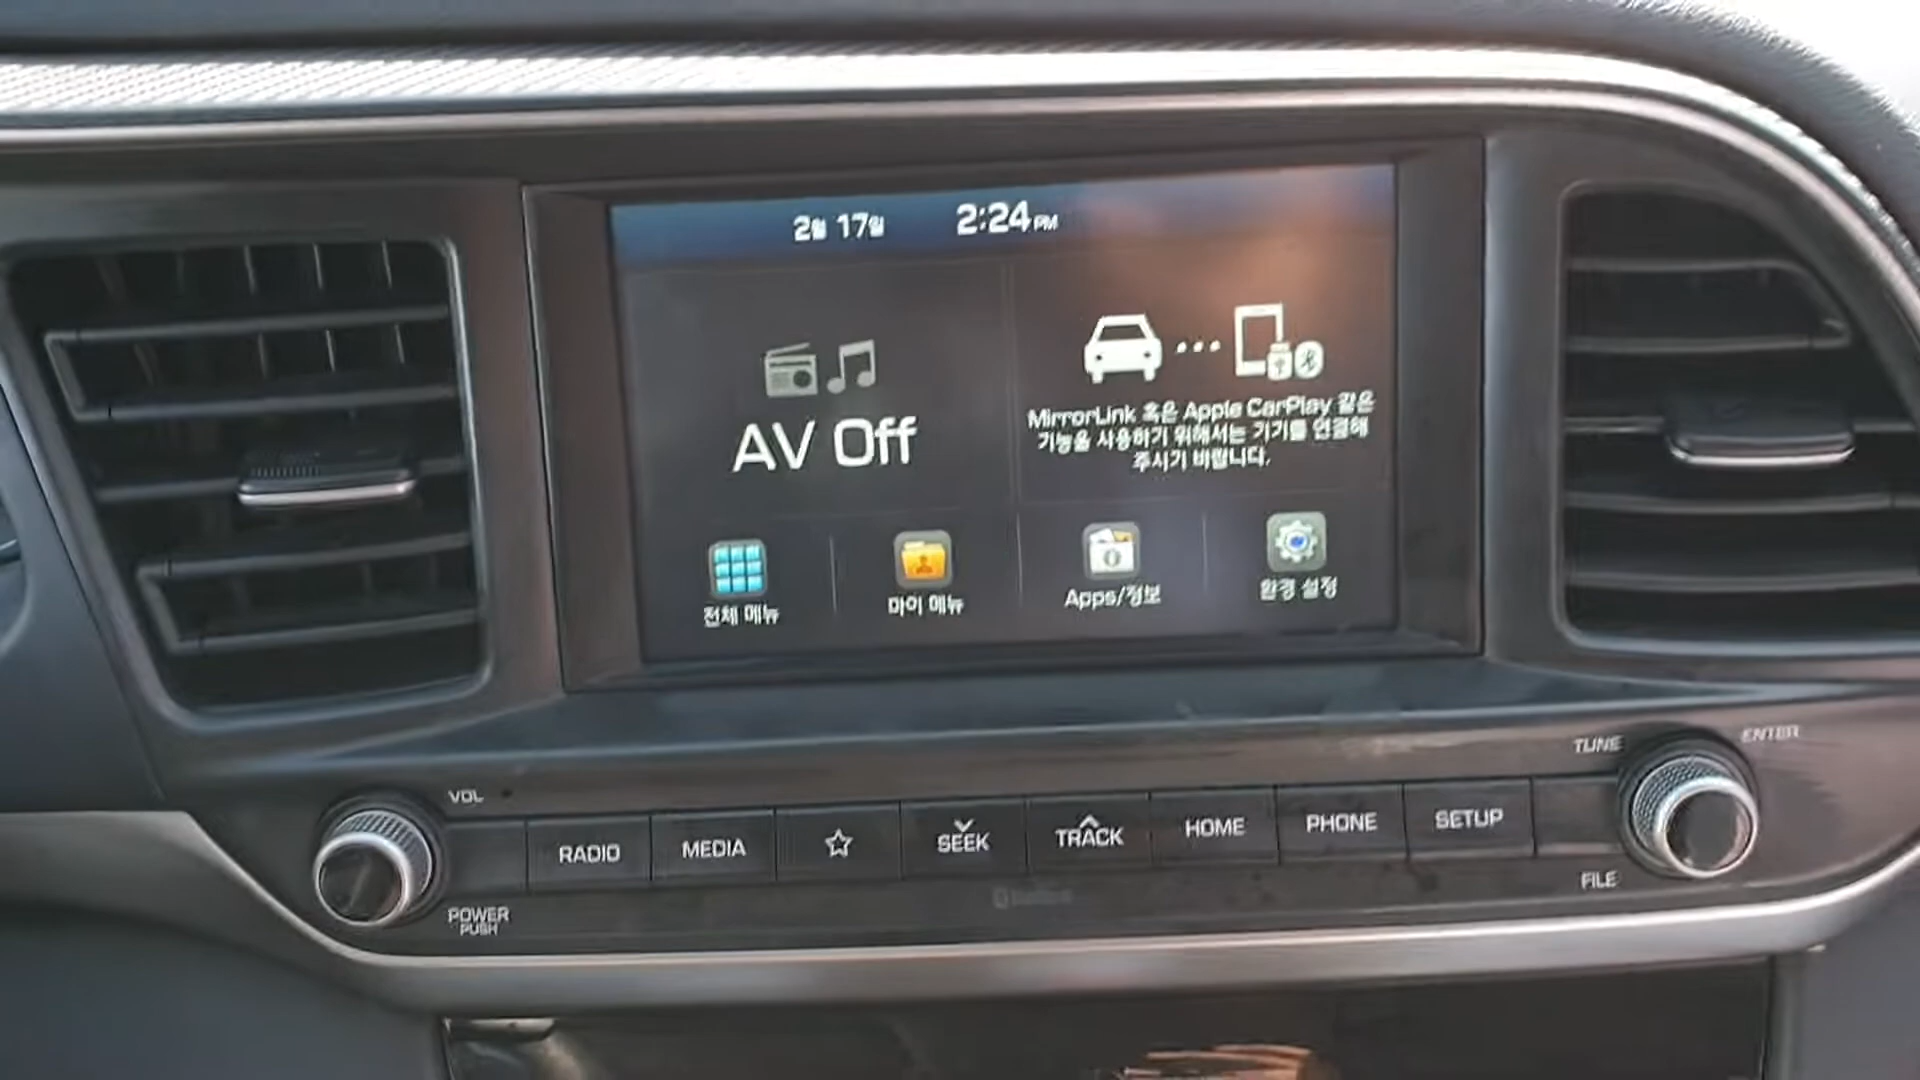 2월 17일 2:24 PM
AV Off
MirrorLink 혹은 Apple CarPlay 같은
기능을 사용하기 위해서는 기기를 연결해
주시기 바랍니다.
전체 메뉴
마이 메뉴
Apps/정보
환경 설정
VOL
POWER
PUSH
RADIO
MEDIA
SEEK
TRACK
HOME
PHONE
SETUP
TUNE
ENTER
FILE